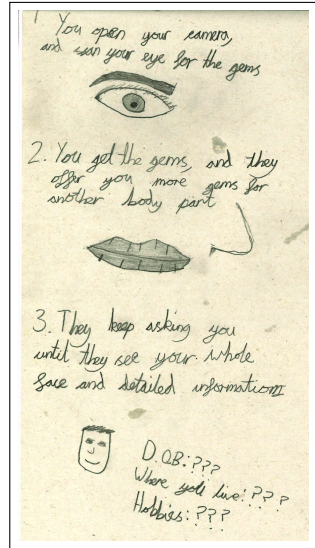 1. You open your camera,
and scan your eye for the gems
2. You get the gems, and they
offer you more gems for
another body part
3. They keep asking you
until they see your whole
face and detailed information
D.O.B:???
Where you live:???
Hobbies:???